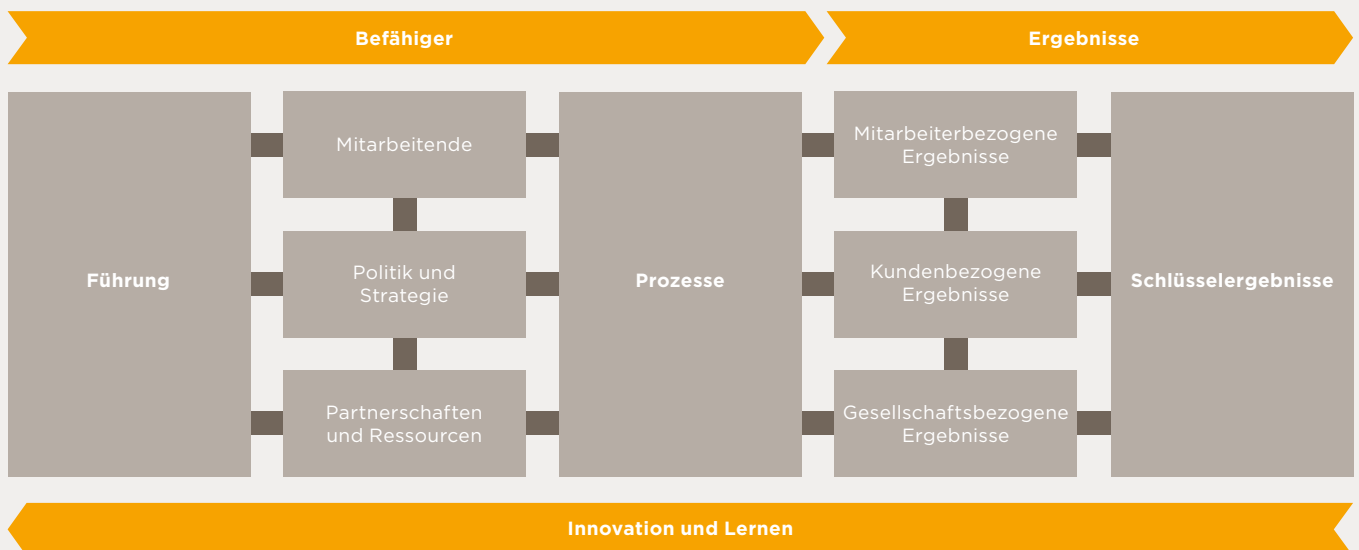 Befähiger
Ergebnisse
Führung
Mitarbeitende
Politik und
Strategie
Partnerschaften
und Ressourcen
Prozesse
Mitarbeiterbezogene
Ergebnisse
Kundenbezogene
Ergebnisse
Gesellschaftsbezogene
Ergebnisse
Schlüsselergebnisse
Innovation und Lernen